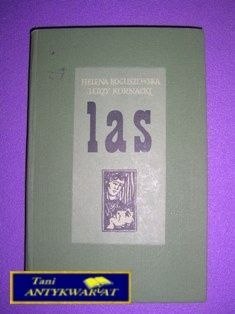 HELENA BOGUSZEWSKA
JERZY KORNACKI
las
Tani
ANTYKWARIAT